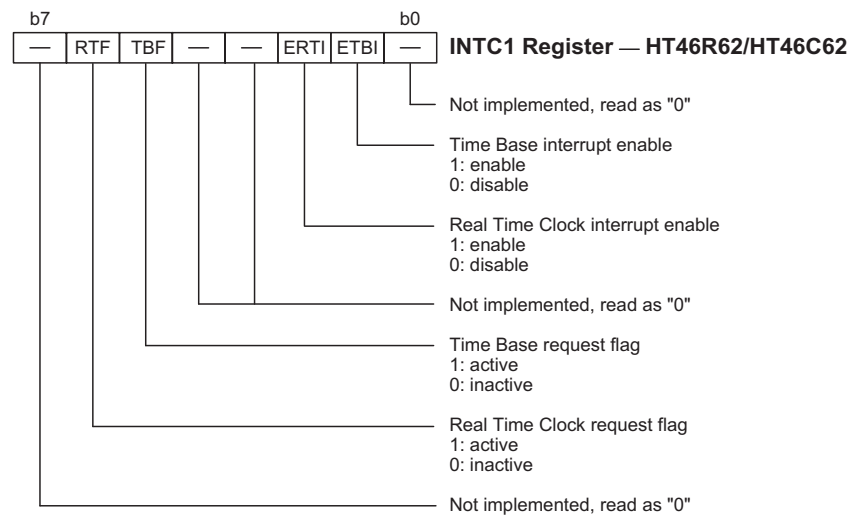 b7 b0
— RTF TBF — — ERTI ETBI —
INTC1 Register — HT46R62/HT46C62
Not implemented, read as "0"
Time Base interrupt enable
1: enable
0: disable
Real Time Clock interrupt enable
1: enable
0: disable
Not implemented, read as "0"
Time Base request flag
1: active
0: inactive
Real Time Clock request flag
1: active
0: inactive
Not implemented, read as "0"